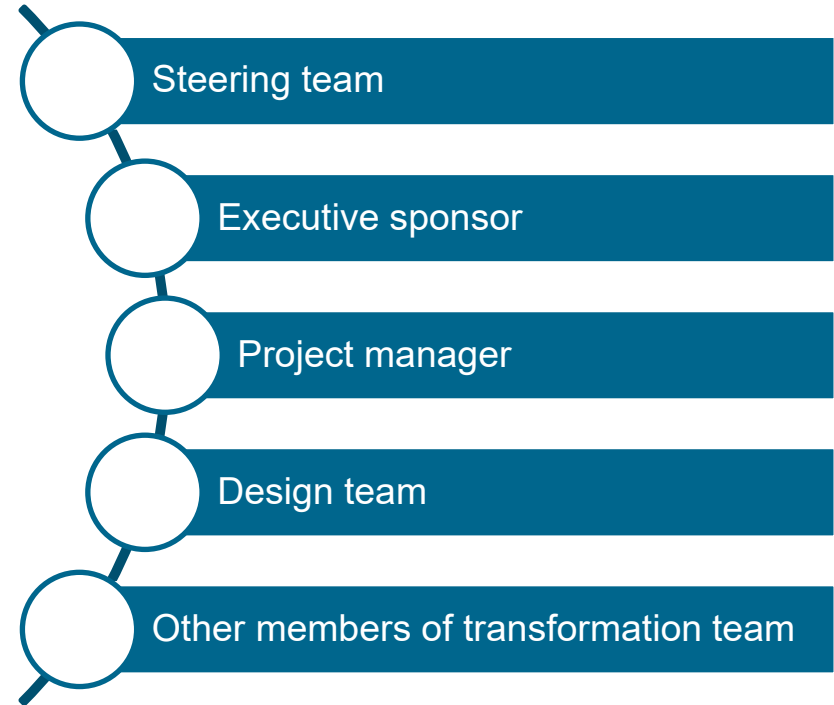 Steering team
Executive sponsor
Project manager
Design team
Other members of transformation team